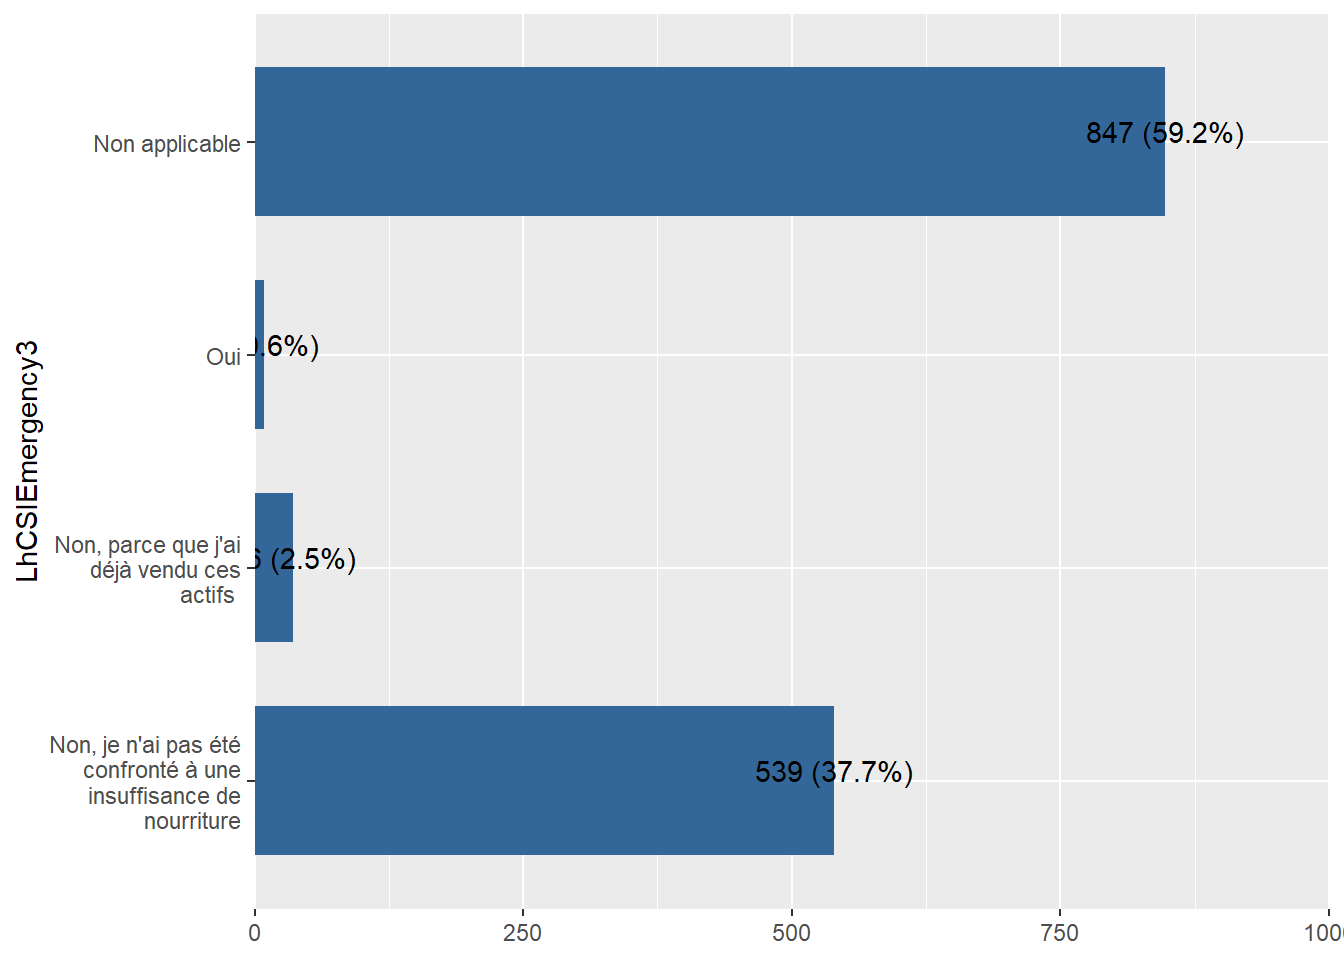 Non applicable
847 (59.2%)
Oui
.6%)
LhCSIEmergency3
Non, parce que j'ai
déjà vendu ces
actifs
6 (2.5%)
Non, je n'ai pas été
confronté à une
insuffisance de
nourriture
539 (37.7%)
0
250
500
750